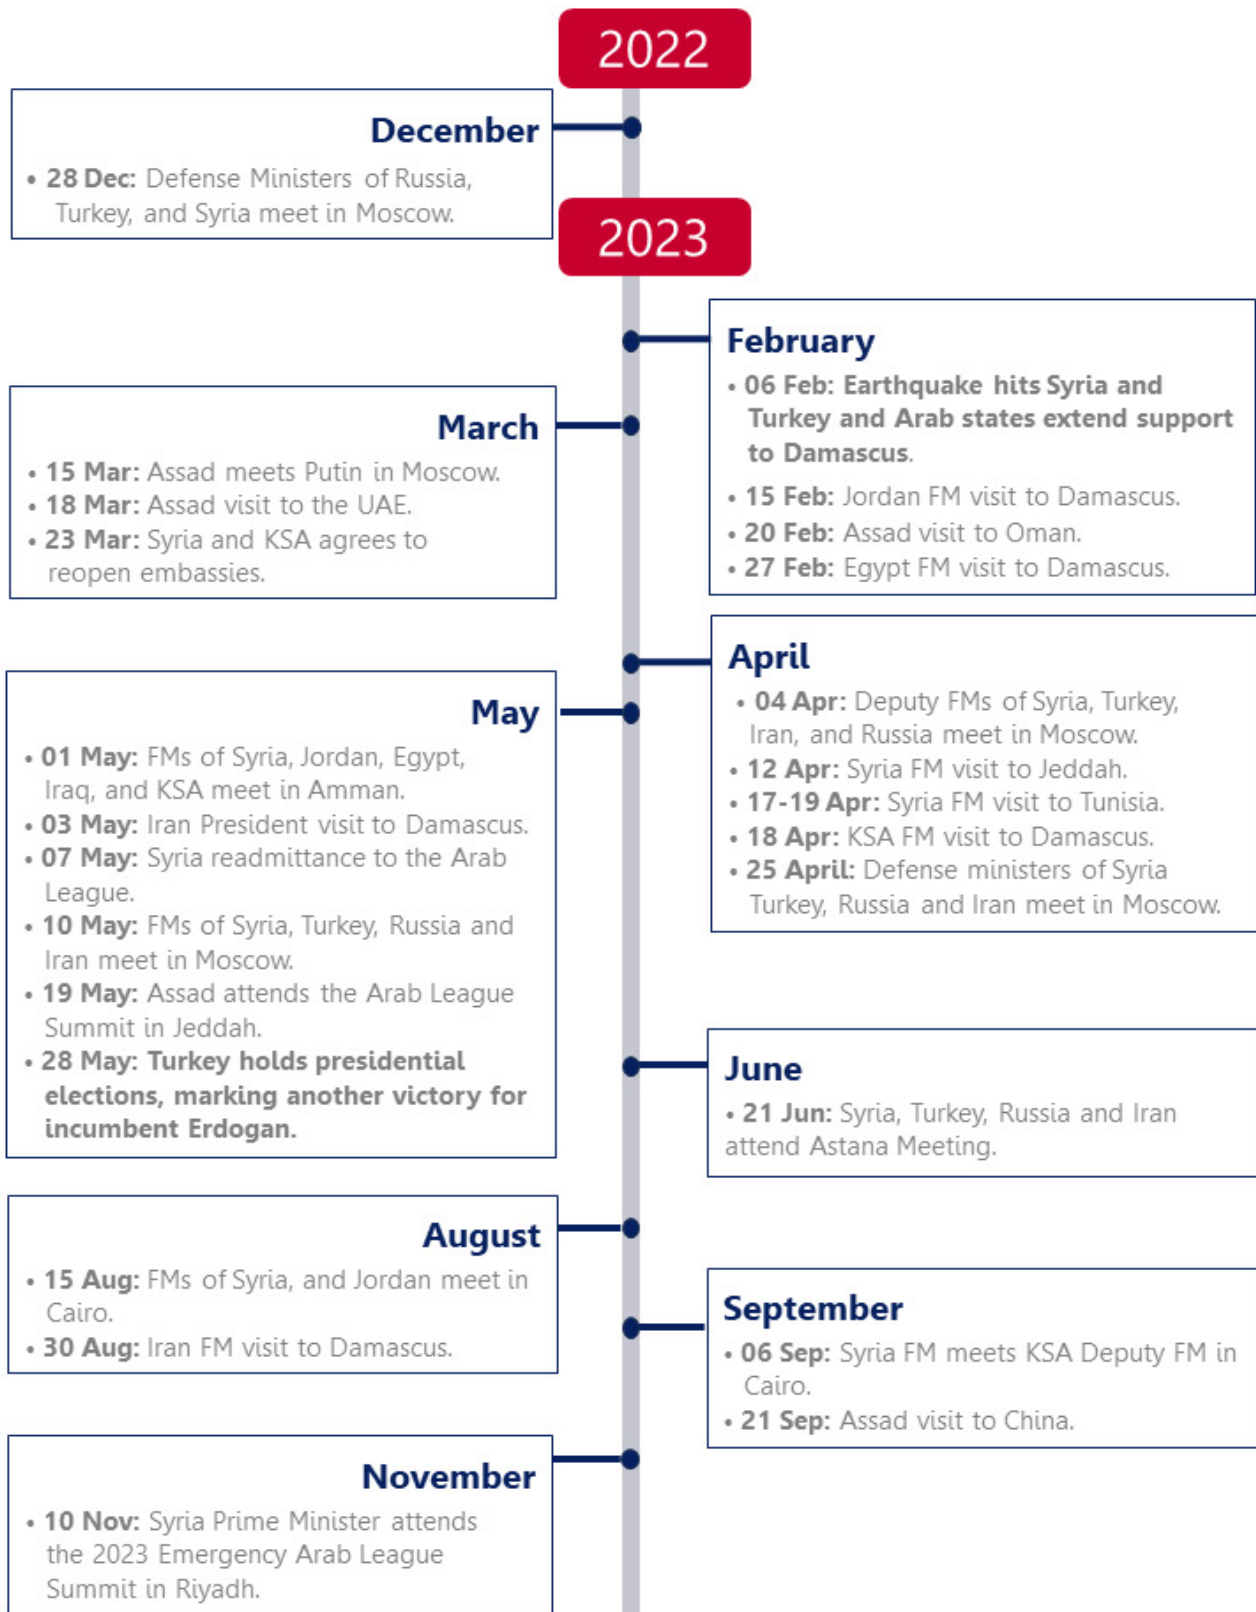 2022
December
• 28 Dec: Defense Ministers of Russia,
Turkey, and Syria meet in Moscow.
2023
February
• 06 Feb: Earthquake hits Syria and
Turkey and Arab states extend support
to Damascus.
• 15 Feb: Jordan FM visit to Damascus.
• 20 Feb: Assad visit to Oman.
• 27 Feb: Egypt FM visit to Damascus.
March
• 15 Mar: Assad meets Putin in Moscow.
• 18 Mar: Assad visit to the UAE.
• 23 Mar: Syria and KSA agrees to
reopen embassies.
April
• 04 Apr: Deputy FMs of Syria, Turkey,
Iran, and Russia meet in Moscow.
• 12 Apr: Syria FM visit to Jeddah.
• 17-19 Apr: Syria FM visit to Tunisia.
• 18 Apr: KSA FM visit to Damascus.
• 25 April: Defense ministers of Syria
Turkey, Russia and Iran meet in Moscow.
May
• 01 May: FMs of Syria, Jordan, Egypt,
Iraq, and KSA meet in Amman.
• 03 May: Iran President visit to Damascus.
• 07 May: Syria readmittance to the Arab
League.
• 10 May: FMs of Syria, Turkey, Russia and
Iran meet in Moscow.
• 19 May: Assad attends the Arab League
Summit in Jeddah.
• 28 May: Turkey holds presidential
elections, marking another victory for
incumbent Erdogan.
June
• 21 Jun: Syria, Turkey, Russia and Iran
attend Astana Meeting.
August
• 15 Aug: FMs of Syria, and Jordan meet in
Cairo.
• 30 Aug: Iran FM visit to Damascus.
September
• 06 Sep: Syria FM meets KSA Deputy FM in
Cairo.
• 21 Sep: Assad visit to China.
November
• 10 Nov: Syria Prime Minister attends
the 2023 Emergency Arab League
Summit in Riyadh.